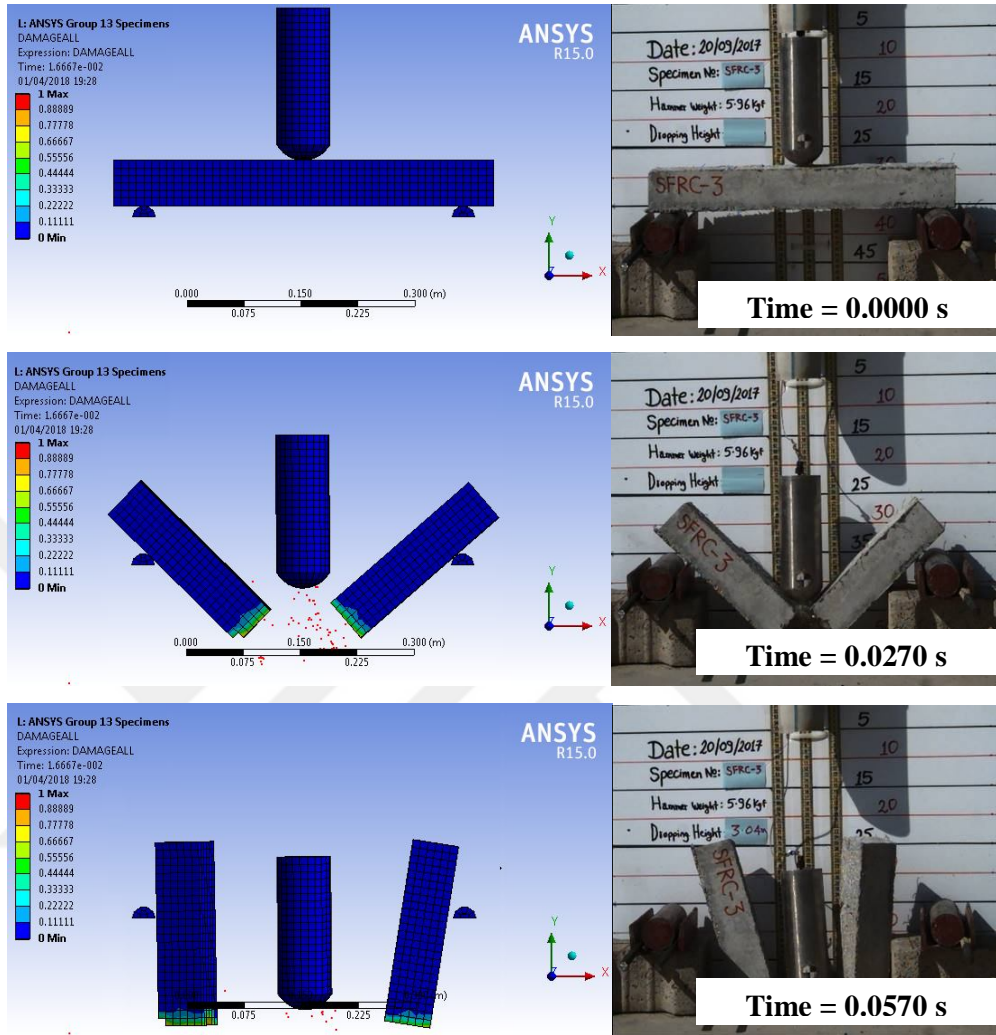 L: ANSYS Group 13 Specimens
DAMAGEALL
Expression: DAMAGEALL
Time: 1.6667e-002
01/04/2018 19:28
1 Max
0.88889
0.77778
0.66667
0.55556
0.44444
0.33333
0.22222
0.11111
0 Min
ANSYS
R15.0
Y
X
Z
0.000 0.150 0.300 (m)
0.075 0.225
5
Date: 20/09/2017
10
Specimen No: SFRC-3
15
Hammer Weight: 5.96 Kgf
20
Dropping Height
25
30
SFRC-3
40
45
Time = 0.0000 s
L: ANSYS Group 13 Specimens
DAMAGEALL
Expression: DAMAGEALL
Time: 1.6667e-002
01/04/2018 19:28
1 Max
0.88889
0.77778
0.66667
0.55556
0.44444
0.33333
0.22222
0.11111
0 Min
ANSYS
R15.0
Y
X
Z
0.000 0.150 0.300 (m)
0.075 0.225
5
Date: 20/09/2017
10
Specimen No: SFRC-3
15
Hammer Weight: 5.96 Kgf
20
Dropping Height
25
30
SFRC-3
35
Time = 0.0270 s
L: ANSYS Group 13 Specimens
DAMAGEALL
Expression: DAMAGEALL
Time: 1.6667e-002
01/04/2018 19:28
1 Max
0.88889
0.77778
0.66667
0.55556
0.44444
0.33333
0.22222
0.11111
0 Min
ANSYS
R15.0
Y
X
Z
m)
0.075 0.225
5
Date: 20/09/2017
10
Specimen No: SFRC-3
15
Hammer Weight: 5.96 Kgf
20
Dropping Height: 3.04m
25
SFRC-3
Time = 0.0570 s